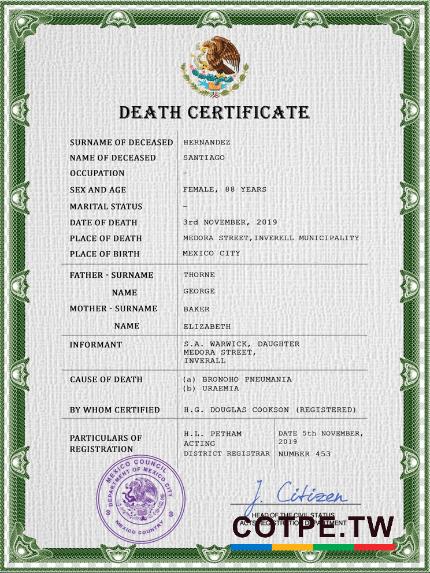 DEATH CERTIFICATE
SURNAME OF DECEASED HERNANDEZ
NAME OF DECEASED SANTIAGO
OCCUPATION -
SEX AND AGE FEMALE, 88 YEARS
MARITAL STATUS –
DATE OF DEATH 3rd NOVEMBER, 2019
PLACE OF DEATH MEDORA STREET,INVERELL MUNICIPALITY
PLACE OF BIRTH MEXICO CITY
FATHER - SURNAME THORNE
NAME GEORGE
MOTHER - SURNAME BAKER
NAME ELIZABETH
INFORMANT S.A. WARWICK, DAUGHTER
MEDORA STREET,
INVERALL
CAUSE OF DEATH (a) BRONOHO PNEUMANIA
(b) URAEMIA
BY WHOM CERTIFIED H.G. DOUGLAS COOKSON (REGISTERED)
PARTICULARS OF REGISTRATION
H.L. PETHAM
ACTING
DISTRICT REGISTRAR
DATE 5th NOVEMBER,
2019
NUMBER 453
MEXICO COUNCIL
DEPARTMENT OF MEXICO CITY
MEXICO COUNTRY
J. Citizen
HEAD OF THE CIVIL STATUS
ACTS REGISTRATION DEPARTMENT
COTPE.TW